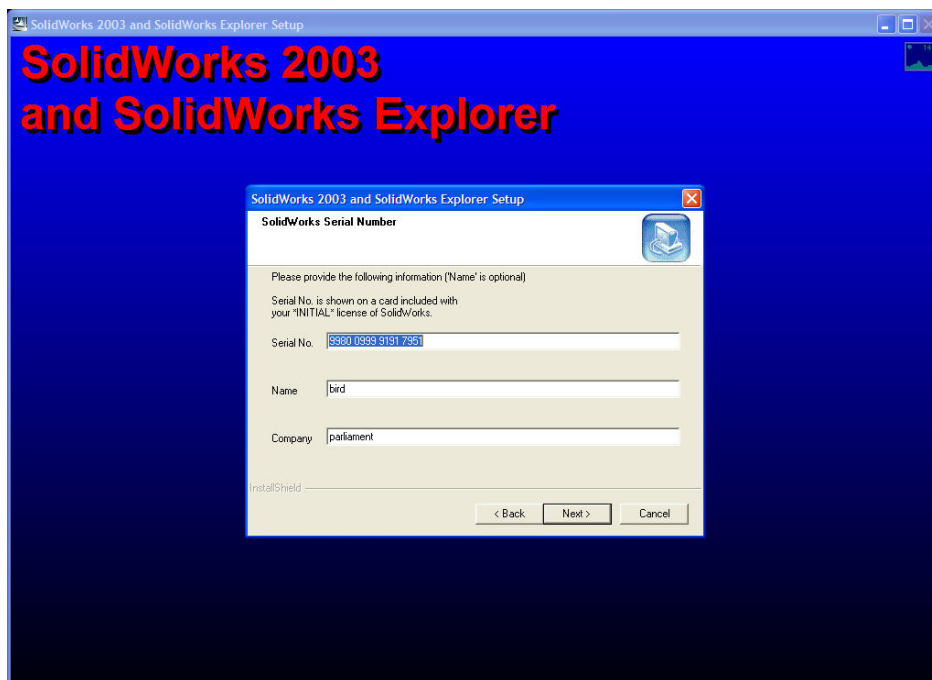 SolidWorks 2003 and SolidWorks Explorer Setup
SolidWorks 2003
and SolidWorks Explorer
SolidWorks 2003 and SolidWorks Explorer Setup
SolidWorks Serial Number
Please provide the following information ('Name' is optional)
Serial No. is shown on a card included with
your *INITIAL* license of SolidWorks.
Serial No. 9980 0999 9191 7951
Name bird
Company parliament
InstallShield
< Back Next > Cancel